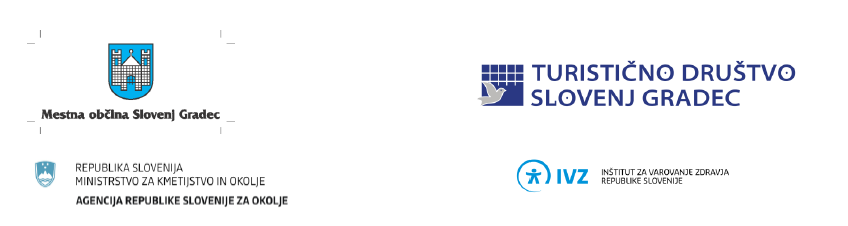 Mestna občina Slovenj Gradec
TURISTIČNO DRUŠTVO
SLOVENJ GRADEC
REPUBLIKA SLOVENIJA
MINISTRSTVO ZA KMETIJSTVO IN OKOLJE
AGENCIJA REPUBLIKE SLOVENIJE ZA OKOLJE
IVZ
INŠTITUT ZA VAROVANJE ZDRAVJA
REPUBLIKE SLOVENIJE